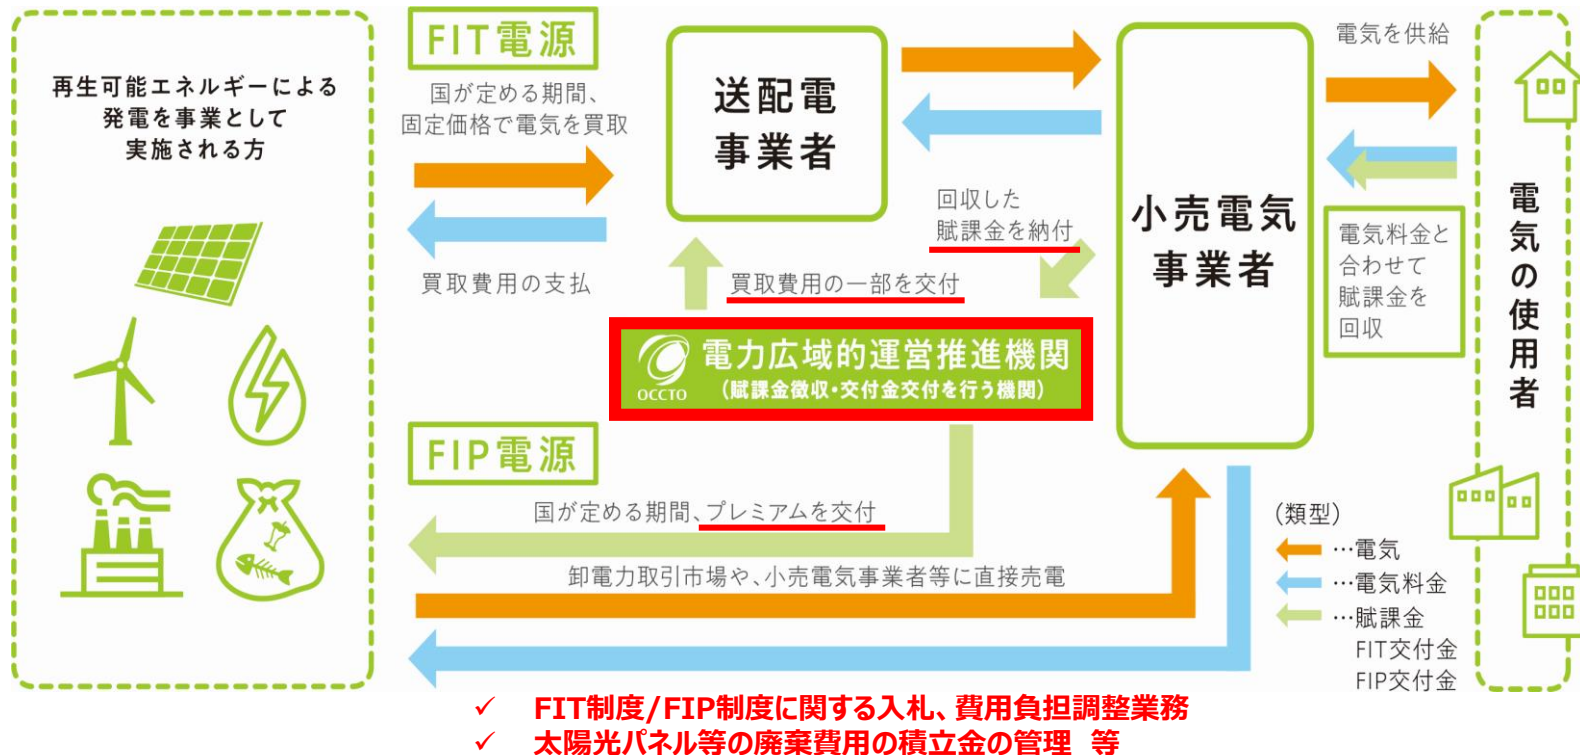 再生可能エネルギーによる
発電を事業として
実施される方
FIT電源
国が定める期間、
固定価格で電気を買取
買取費用の支払
送配電
事業者
回収した
賦課金を納付
買取費用の一部を交付
小売電気
事業者
電気を供給
電気料金と
合わせて
賦課金を
回収
電気の使用者
OCCTO
電力広域的運営推進機関
(賦課金徴収・交付金交付を行う機関)
FIP電源
国が定める期間、プレミアムを交付
卸電力取引市場や、小売電気事業者等に直接売電
(類型)
…電気
…電気料金
…賦課金
FIT交付金
FIP交付金
✓ FIT制度/FIP制度に関する入札、費用負担調整業務
✓ 太陽光パネル等の廃棄費用の積立金の管理 等